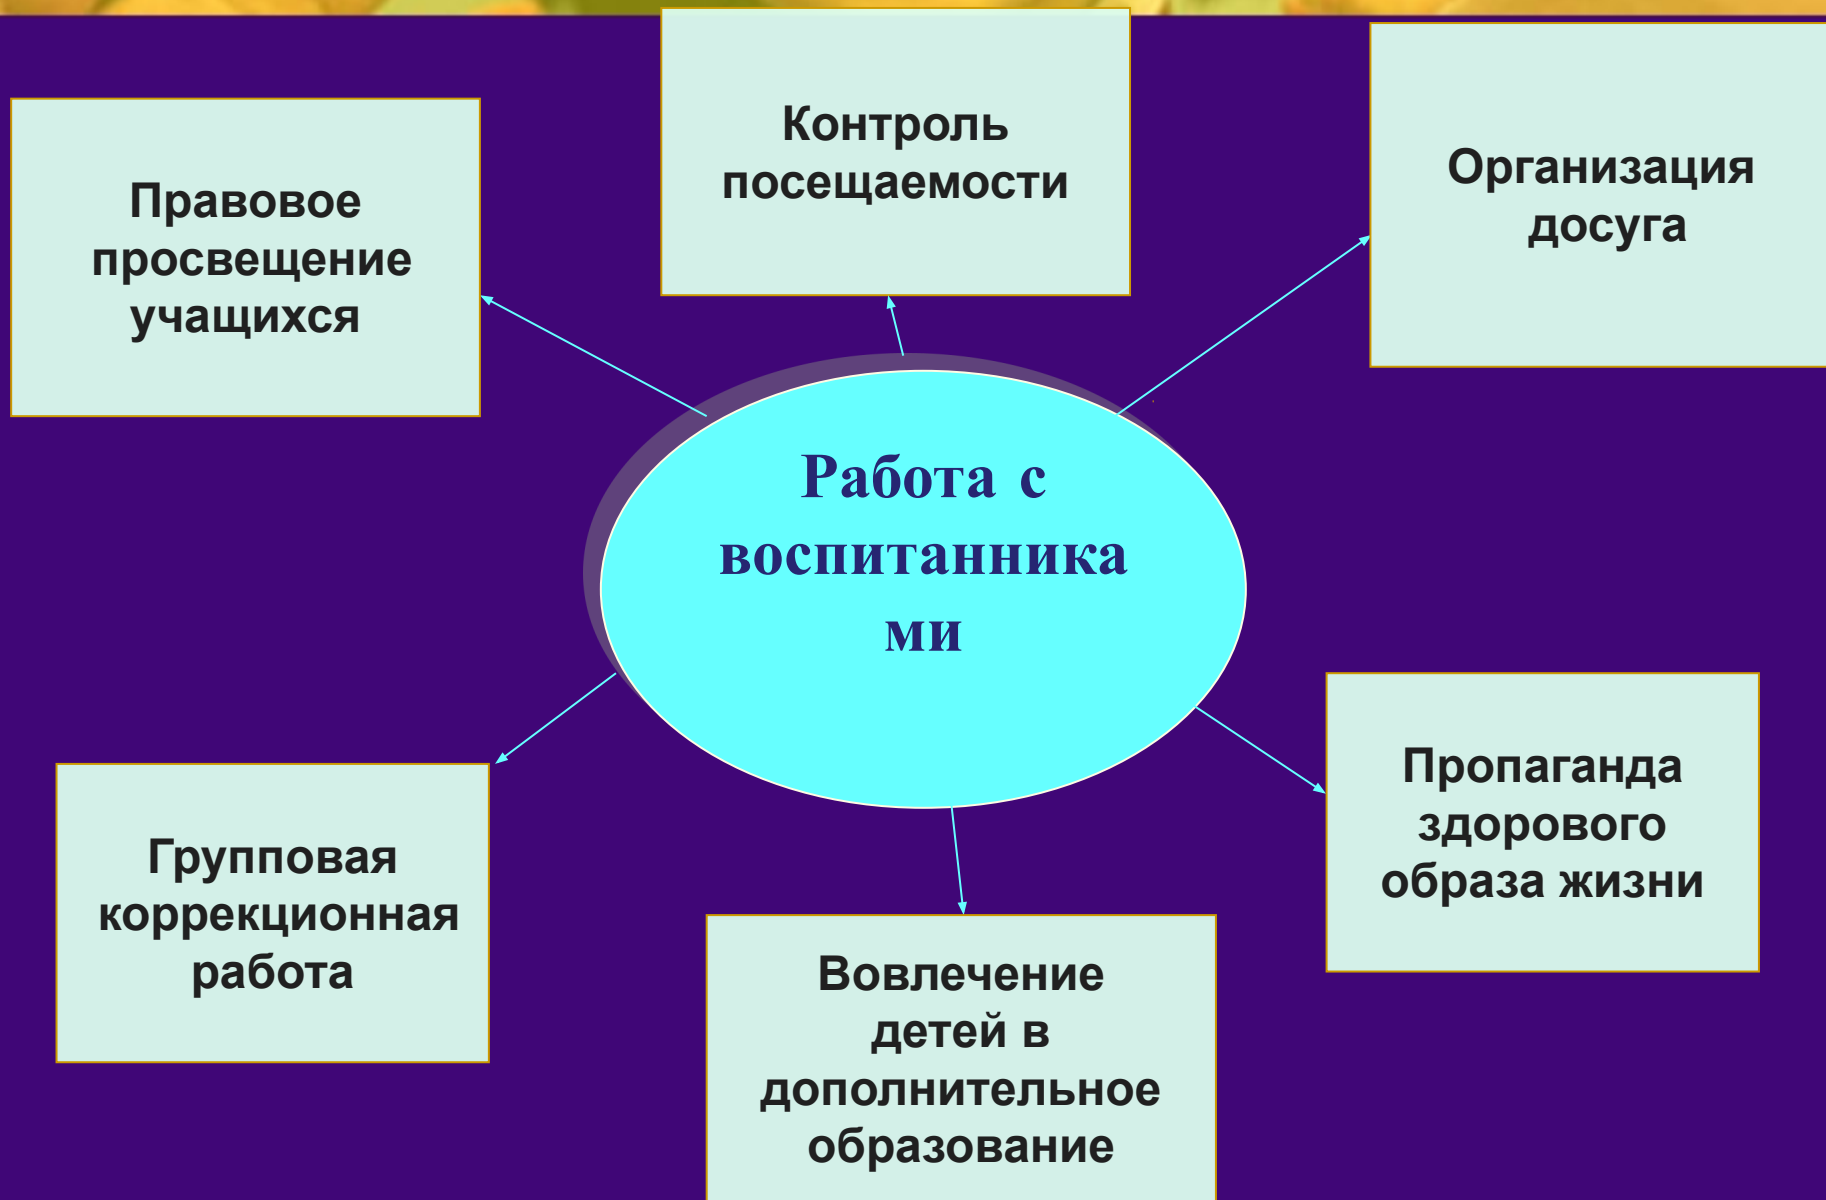 Контроль
посещаемости
Организация
досуга
Правовое
просвещение
учащихся
Работа с
воспитанника
ми
Пропаганда
здорового
образа жизни
Групповая
коррекционная
работа
Вовлечение
детей в
дополнительное
образование